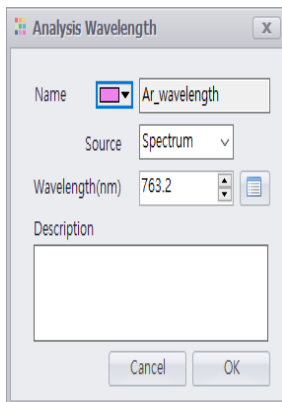 Analysis Wavelength
Name Ar_wavelength
Source Spectrum
Wavelength(nm) 763.2
Description
Cancel OK